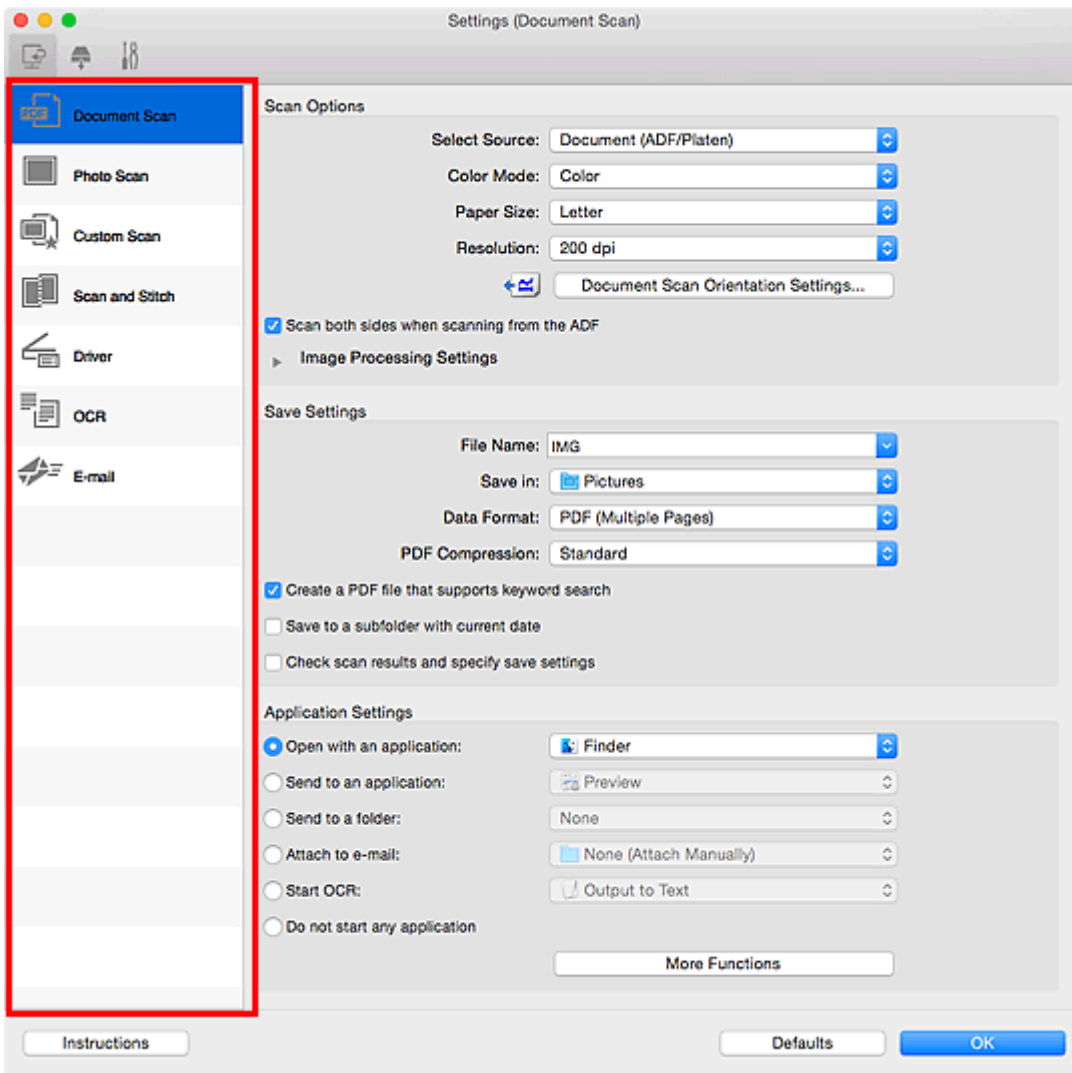 Settings (Document Scan)
PDF
Document Scan
Photo Scan
Custom Scan
Scan and Stitch
Driver
OCR
E-mail
Scan Options
Select Source: Document (ADF/Platen)
Color Mode: Color
Paper Size: Letter
Resolution: 200 dpi
R
Document Scan Orientation Settings...
Scan both sides when scanning from the ADF
Image Processing Settings
Save Settings
File Name: IMG
Save in: Pictures
Data Format: PDF (Multiple Pages)
PDF Compression: Standard
Create a PDF file that supports keyword search
Save to a subfolder with current date
Check scan results and specify save settings
Application Settings
Open with an application: Finder
Send to an application: Preview
Send to a folder: None
Attach to e-mail: None (Attach Manually)
Start OCR: Output to Text
Do not start any application
More Functions
Instructions
Defaults
OK